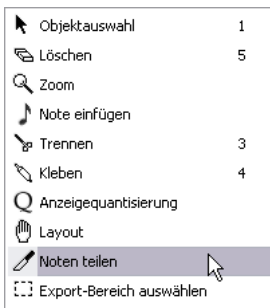 Objektauswahl 1
Löschen 5
Zoom
Note einfügen
Trennen 3
Kleben 4
Anzeigequantisierung
Layout
Noten teilen
Export-Bereich auswählen